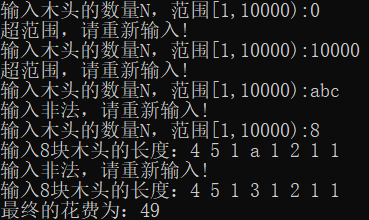 输入木头的数量N，范围[1,10000):0
超范围，请重新输入!
输入木头的数量N，范围[1,10000):10000
超范围，请重新输入!
输入木头的数量N，范围[1,10000):abc
输入非法，请重新输入!
输入木头的数量N，范围[1,10000):8
输入8块木头的长度：4 5 1 a 1 2 1 1
输入非法，请重新输入!
输入8块木头的长度：4 5 1 3 1 2 1 1
最终的花费为：49